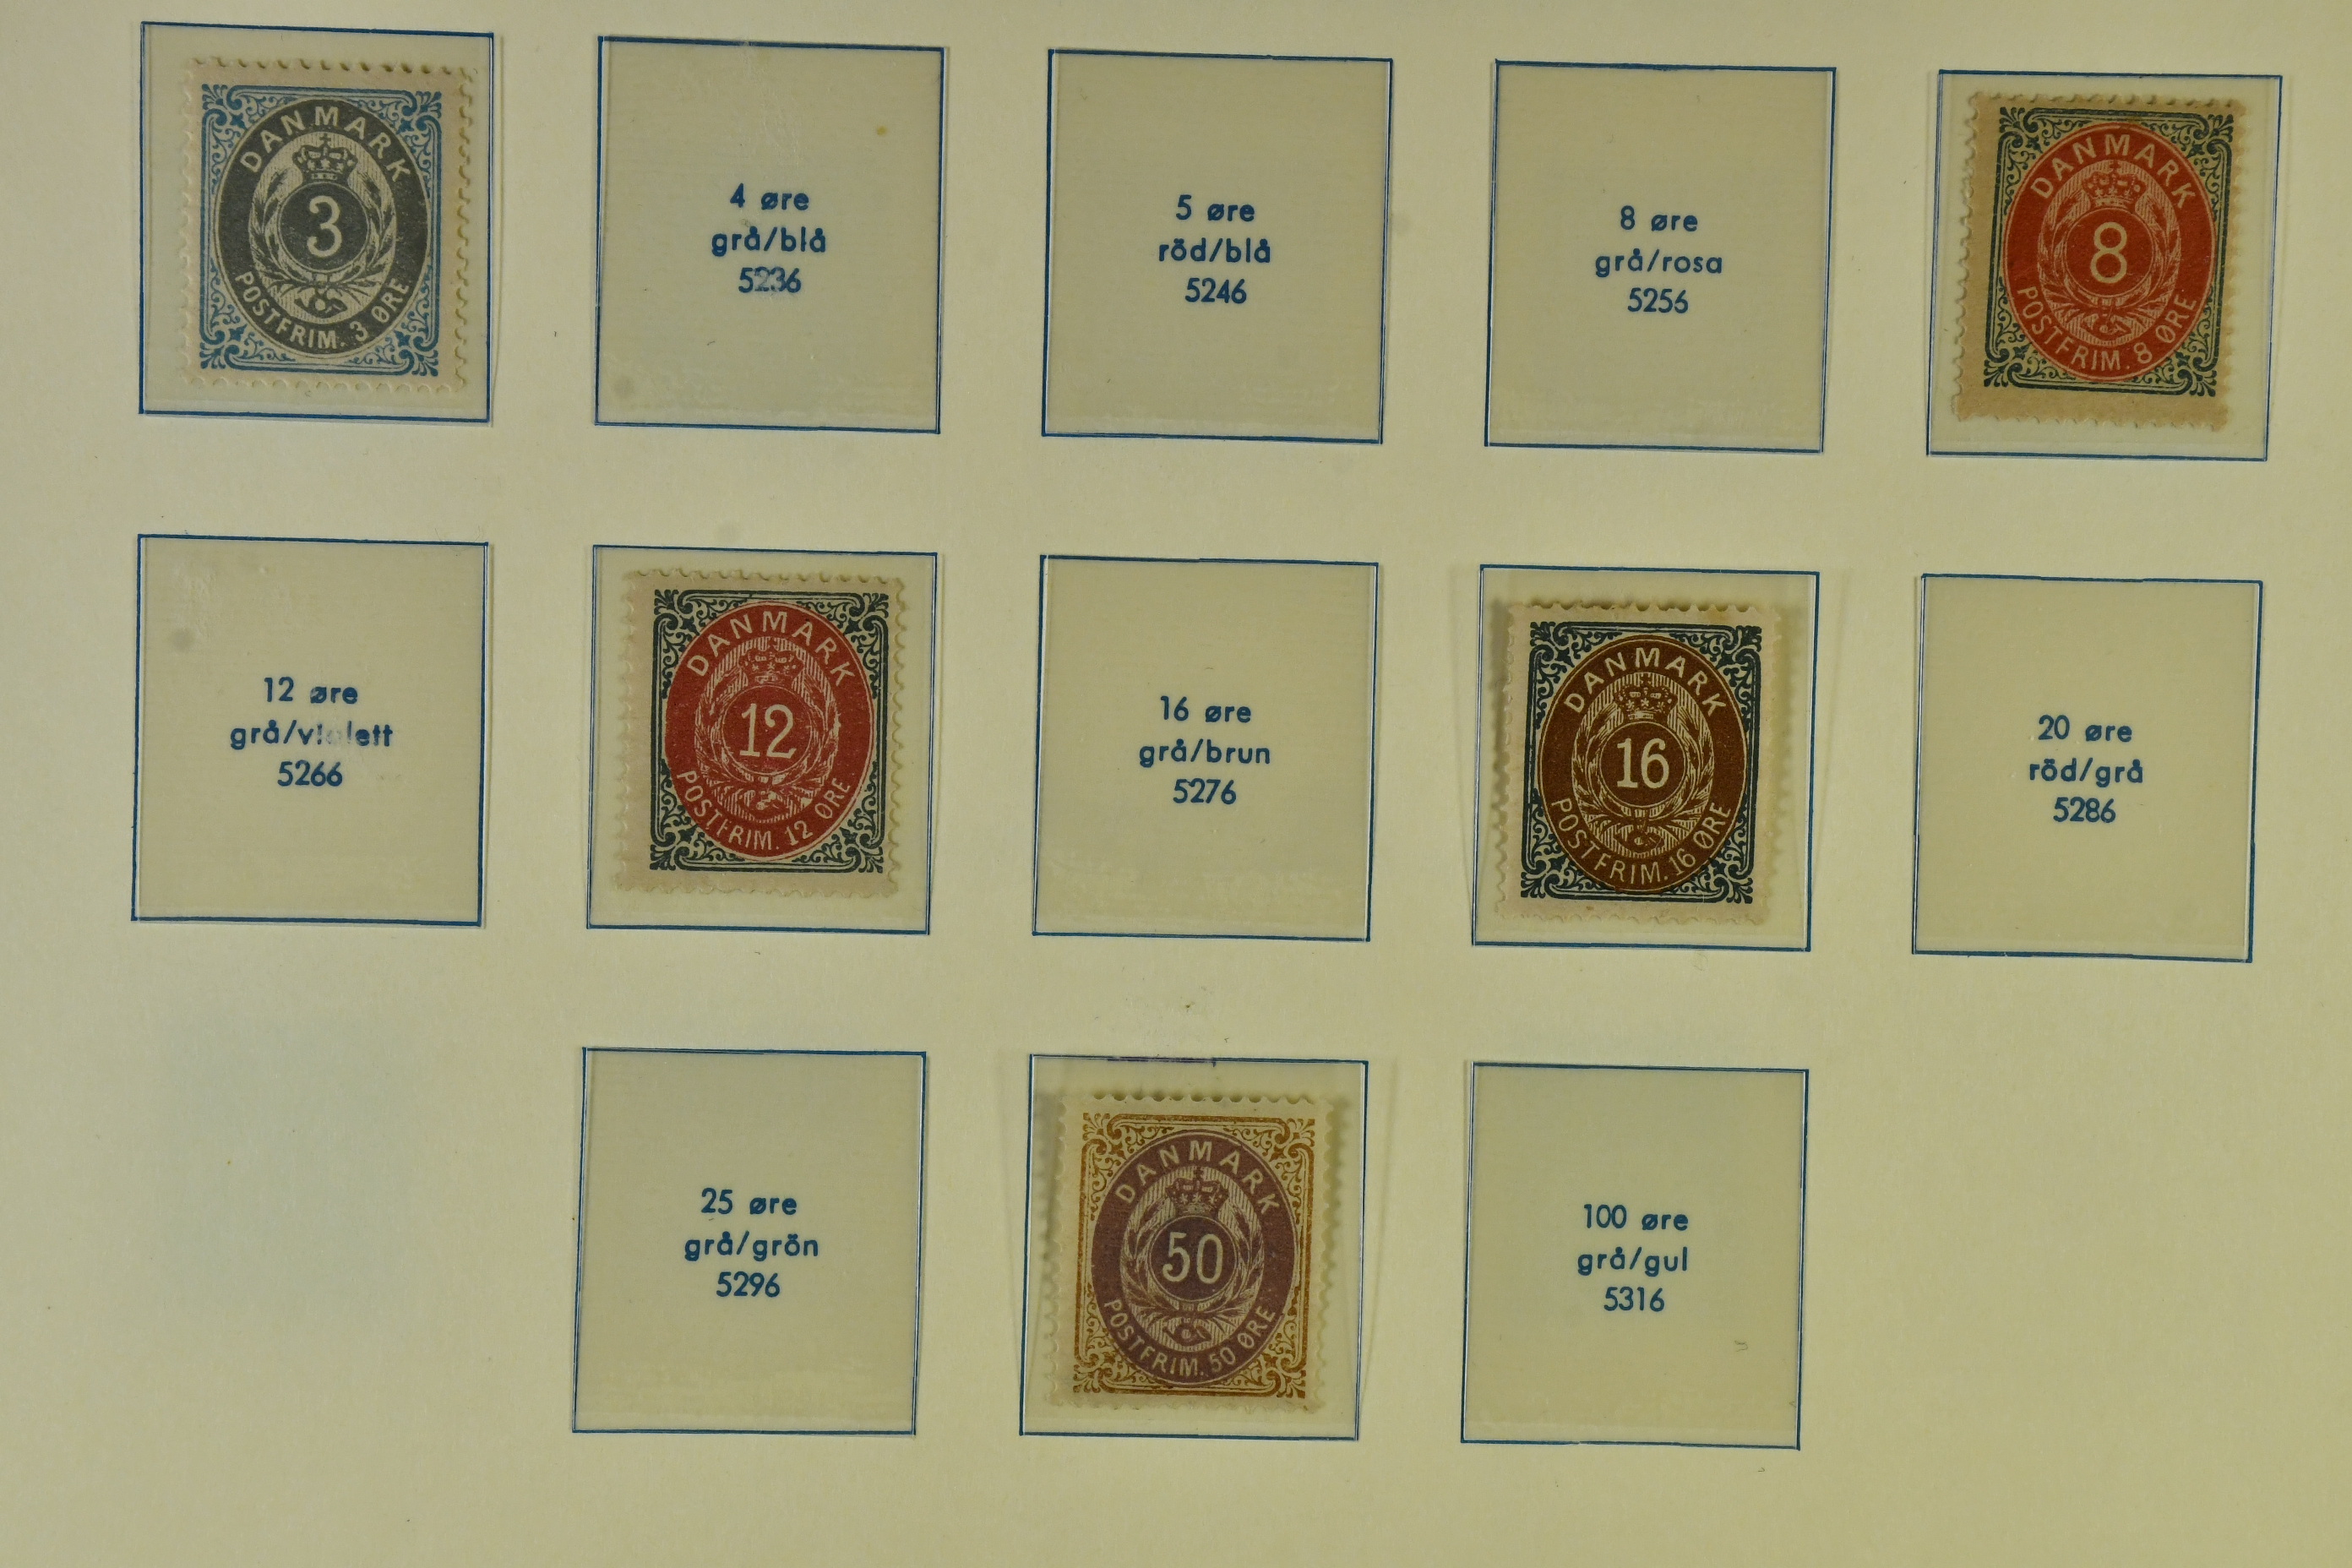 DANMARK
3
POSTFRIM. 3 ØRE
4 øre
grå/blå
5236
5 øre
röd/blå
5246
8 øre
grå/rosa
5256
DANMARK
8
POSTFRIM. 8 ØRE
12 øre
grå/violett
5266
DANMARK
12
POSTFRIM. 12 ØRE
16 øre
grå/brun
5276
DANMARK
16
POSTFRIM. 16 ØRE
20 øre
röd/grå
5286
25 øre
grå/grön
5296
DANMARK
50
POSTFRIM. 50 ØRE
100 øre
grå/gul
5316